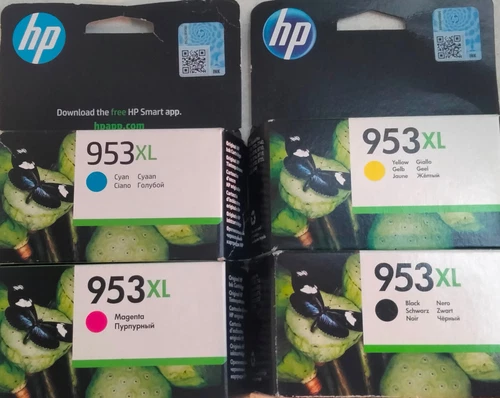 hp
Download the free HP Smart app.
hpapp.com
953XL
Cyan Cyaan
Ciano Голубой
hp
953XL
Yellow Giallo
Gelb Geel
Jaune Жёлтый
953XL
Magenta
Пурпурный
953XL
Black Nero
Schwarz Zwart
Noir Чёрный